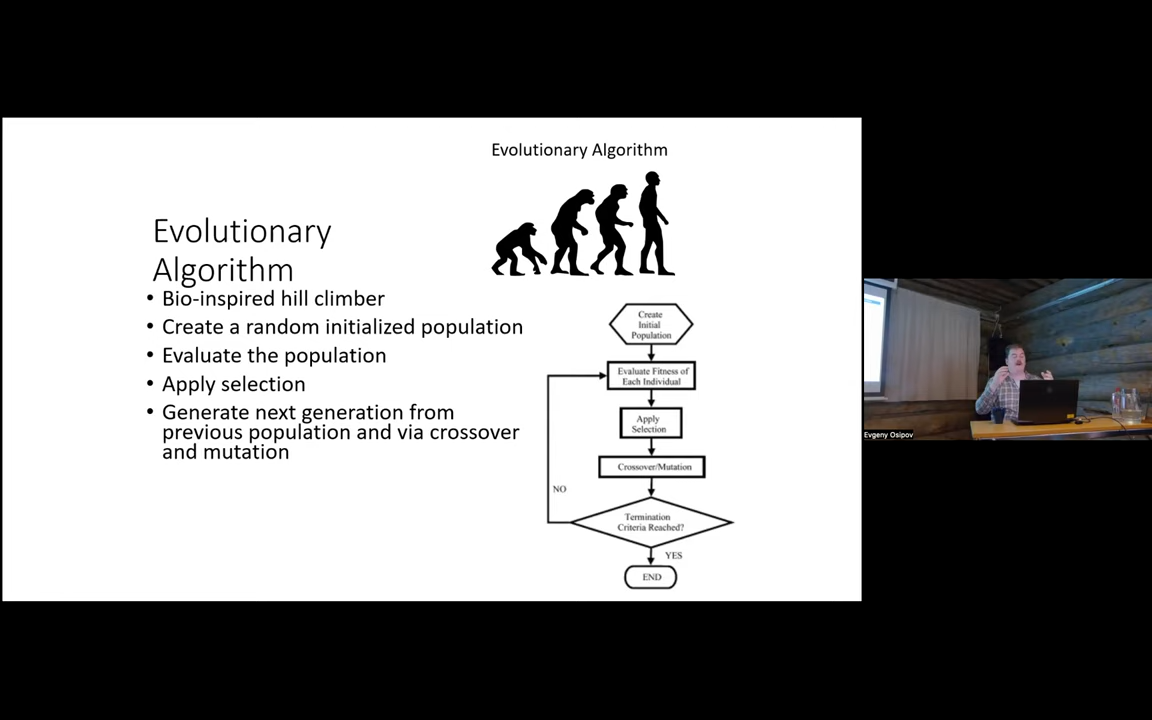 Evolutionary Algorithm
Evolutionary
Algorithm
• Bio-inspired hill climber
• Create a random initialized population
• Evaluate the population
• Apply selection
• Generate next generation from
previous population and via crossover
and mutation
Create
Initial
Population
Evaluate Fitness of
Each Individual
Apply
Selection
Crossover/Mutation
NO
Termination
Criteria Reached?
YES
END
Evgeny Osipov